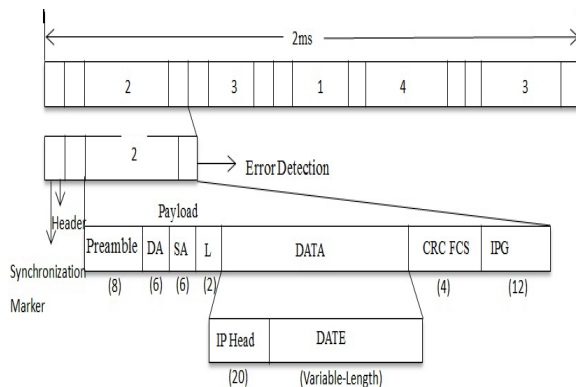 2ms
2 3 1 4 3
2
Error Detection
Header
Payload
Preamble DA SA L DATA CRC FCS IPG
Synchronization
Marker
(8) (6) (6) (2) (4) (12)
IP Head DATE
(20) (Variable-Length)